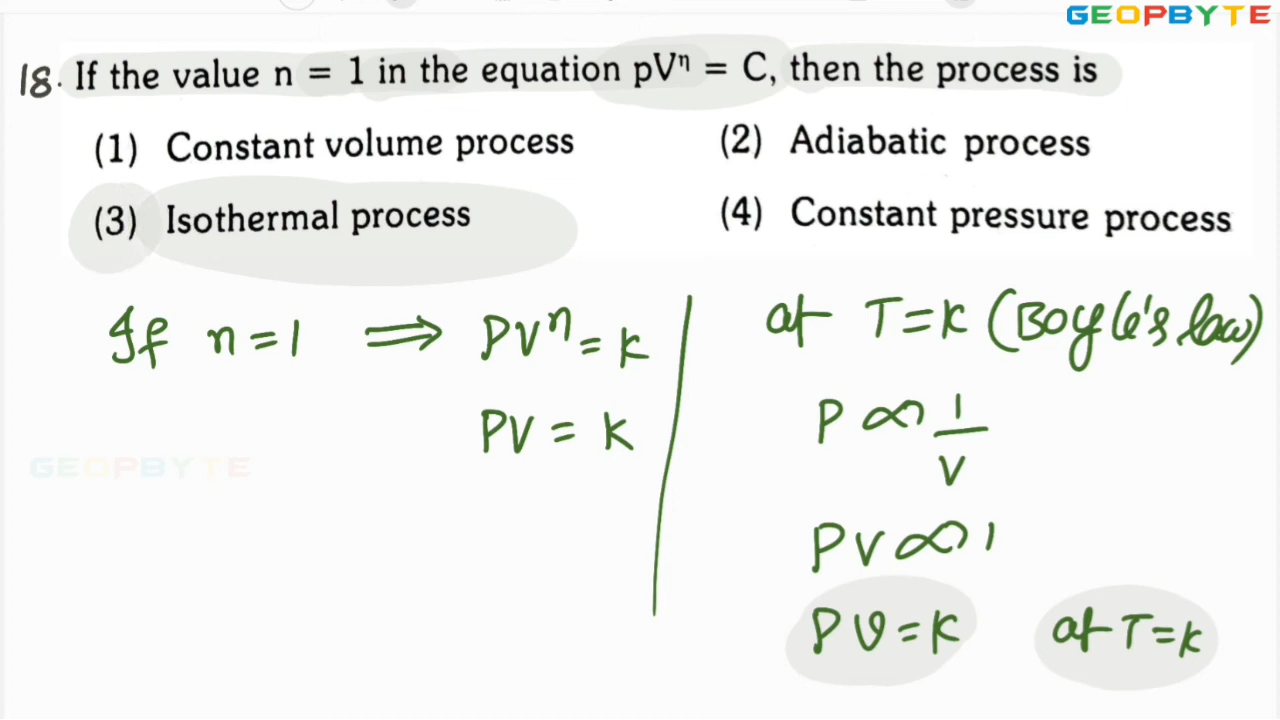 GEOPBYTE
18. If the value n = 1 in the equation pVⁿ = C, then the process is
(1) Constant volume process
(2) Adiabatic process
(3) Isothermal process
(4) Constant pressure process
If n = 1 ⟹ PVⁿ = k
PV = K
at T = K (Boyle's law)
P ∝ 1/V
PV ∝ 1
PV = K at T = K
GEOPBYTE